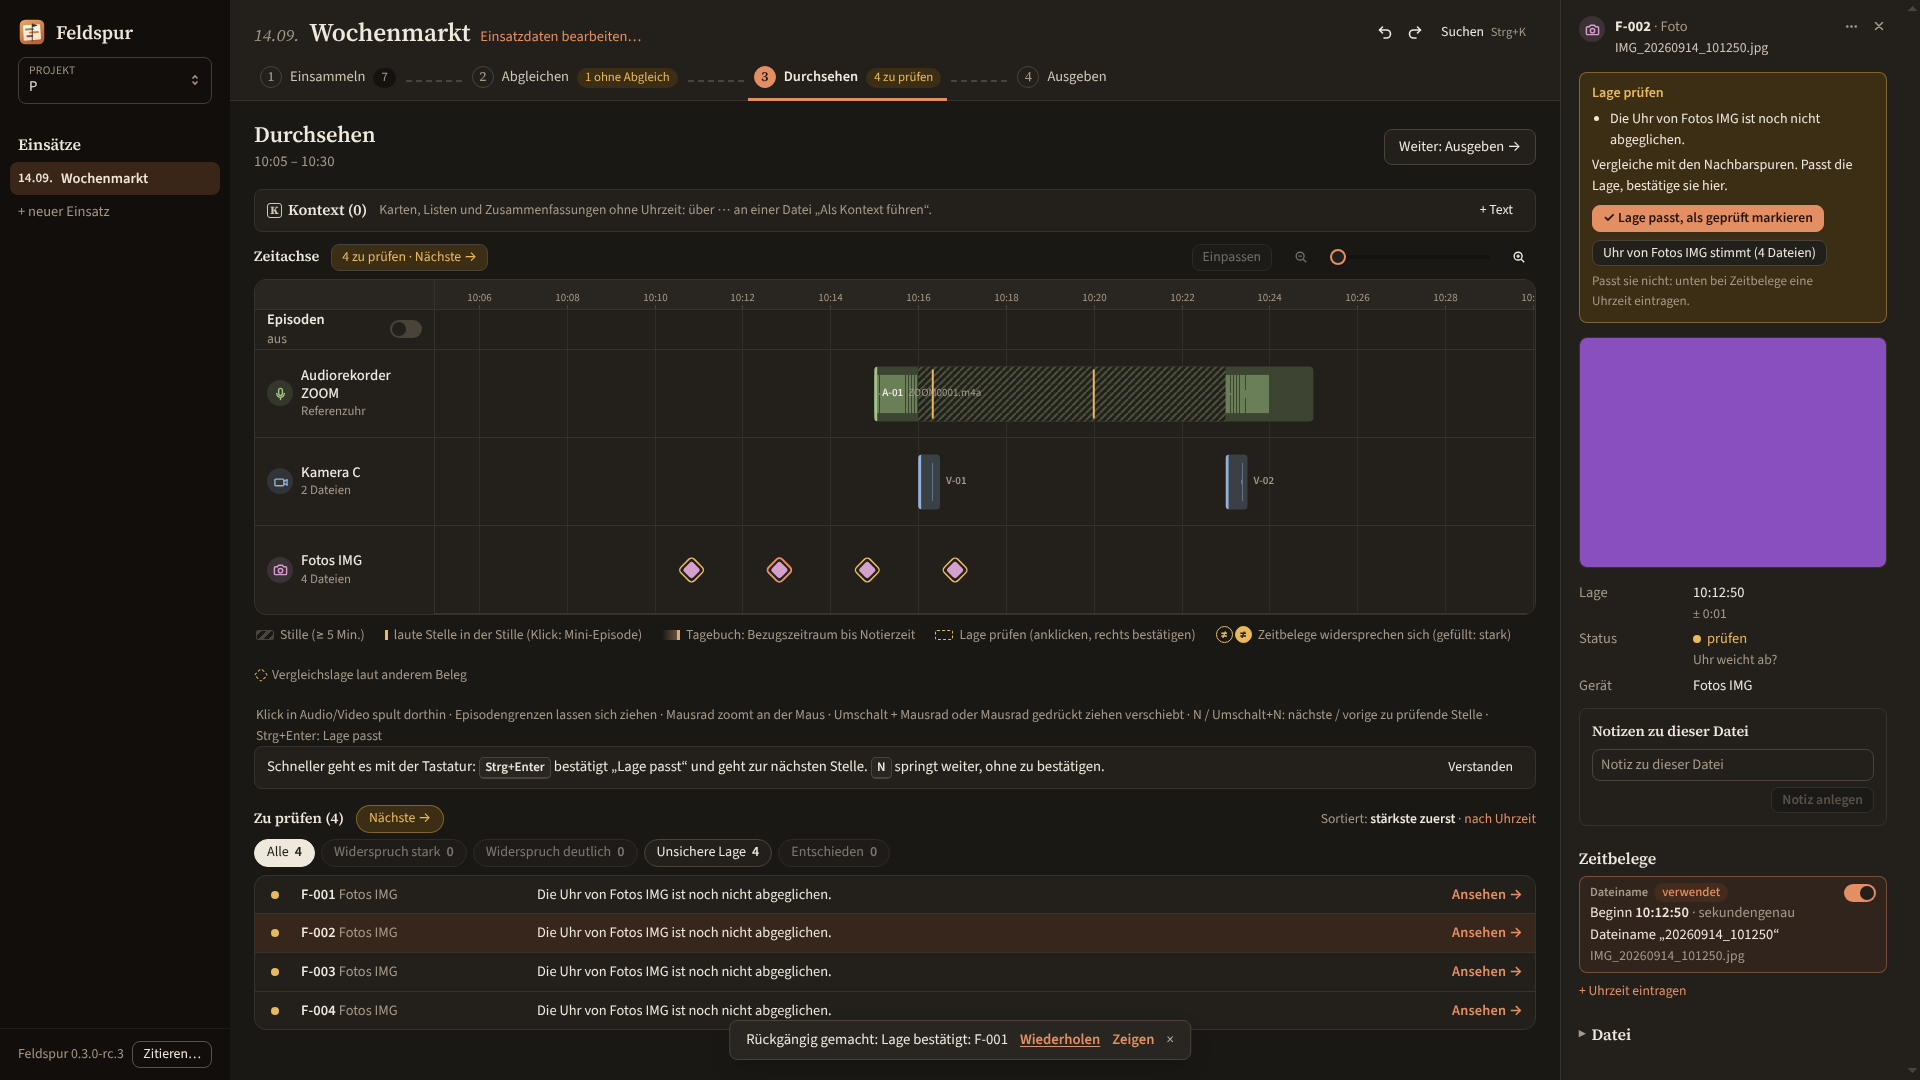 Feldspur
PROJEKT
P
Einsätze
14.09. Wochenmarkt
+ neuer Einsatz
Feldspur 0.3.0-rc.3
Zitieren…
14.09. Wochenmarkt Einsatzdaten bearbeiten…
Suchen Strg+K
1 Einsammeln 7
2 Abgleichen 1 ohne Abgleich
3 Durchsehen 4 zu prüfen
4 Ausgeben
Durchsehen
10:05 – 10:30
Weiter: Ausgeben →
K Kontext (0) Karten, Listen und Zusammenfassungen ohne Uhrzeit: über ⋯ an einer Datei „Als Kontext führen“.
+ Text
Zeitachse 4 zu prüfen · Nächste →
Einpassen
10:06 10:08 10:10 10:12 10:14 10:16 10:18 10:20 10:22 10:24 10:26 10:28 10:
Episoden
aus
Audiorekorder
ZOOM
Referenzuhr
A-01 ZOOM0001.m4a
Kamera C
2 Dateien
V-01
V-02
Fotos IMG
4 Dateien
Stille (≥ 5 Min.)
laute Stelle in der Stille (Klick: Mini-Episode)
Tagebuch: Bezugszeitraum bis Notierzeit
Lage prüfen (anklicken, rechts bestätigen)
≠ ≠ Zeitbelege widersprechen sich (gefüllt: stark)
Vergleichslage laut anderem Beleg
Klick in Audio/Video spult dorthin · Episodengrenzen lassen sich ziehen · Mausrad zoomt an der Maus · Umschalt + Mausrad oder Mausrad gedrückt ziehen verschiebt · N / Umschalt+N: nächste / vorige zu prüfende Stelle ·
Strg+Enter: Lage passt
Schneller geht es mit der Tastatur: Strg+Enter bestätigt „Lage passt“ und geht zur nächsten Stelle. N springt weiter, ohne zu bestätigen.
Verstanden
Zu prüfen (4) Nächste →
Sortiert: stärkste zuerst · nach Uhrzeit
Alle 4
Widerspruch stark 0
Widerspruch deutlich 0
Unsichere Lage 4
Entschieden 0
F-001 Fotos IMG Die Uhr von Fotos IMG ist noch nicht abgeglichen. Ansehen →
F-002 Fotos IMG Die Uhr von Fotos IMG ist noch nicht abgeglichen. Ansehen →
F-003 Fotos IMG Die Uhr von Fotos IMG ist noch nicht abgeglichen. Ansehen →
F-004 Fotos IMG Die Uhr von Fotos IMG ist noch nicht abgeglichen. Ansehen →
Rückgängig gemacht: Lage bestätigt: F-001 Wiederholen Zeigen ×
F-002 · Foto
IMG_20260914_101250.jpg
Lage prüfen
• Die Uhr von Fotos IMG ist noch nicht
abgeglichen.
Vergleiche mit den Nachbarspuren. Passt die
Lage, bestätige sie hier.
✓ Lage passt, als geprüft markieren
Uhr von Fotos IMG stimmt (4 Dateien)
Passt sie nicht: unten bei Zeitbelege eine
Uhrzeit eintragen.
Lage 10:12:50
± 0:01
Status prüfen
Uhr weicht ab?
Gerät Fotos IMG
Notizen zu dieser Datei
Notiz zu dieser Datei
Notiz anlegen
Zeitbelege
Dateiname verwendet
Beginn 10:12:50 · sekundengenau
Dateiname „20260914_101250“
IMG_20260914_101250.jpg
+ Uhrzeit eintragen
Datei